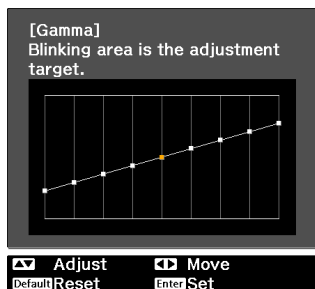 [Gamma]
Blinking area is the adjustment
target.
Adjust Move
Default Reset Enter Set